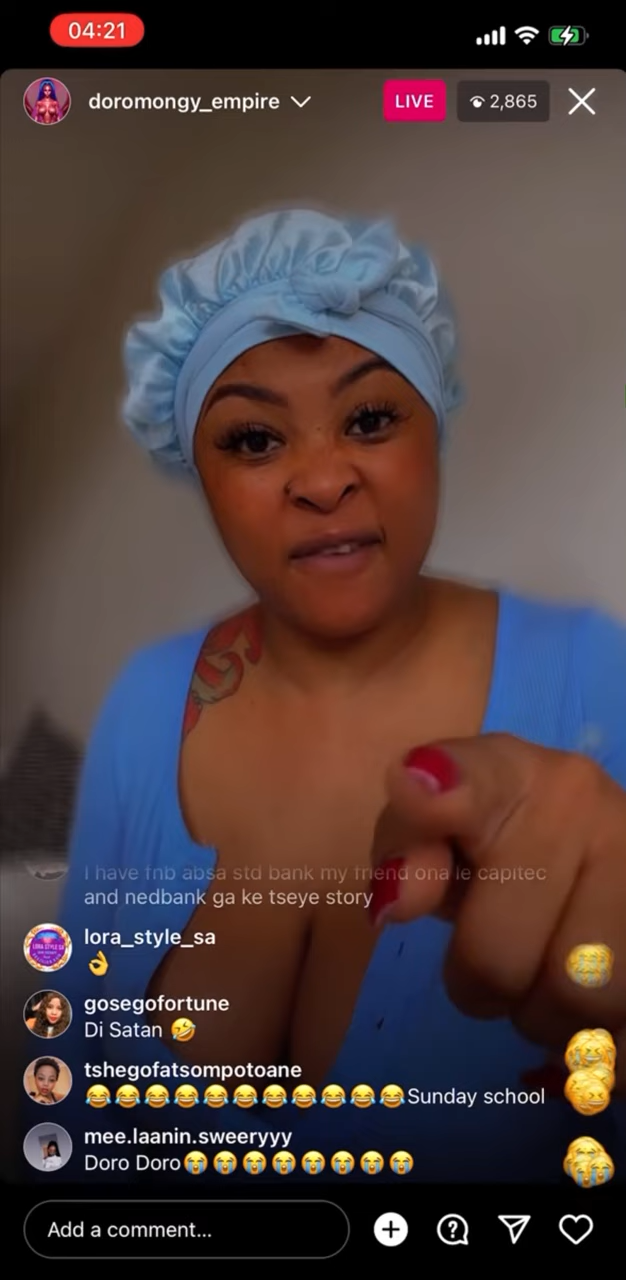 04:21
doromongy_empire
LIVE
2,865
I have fnb absa std bank my friend ona le capitec
and nedbank ga ke tseye story
lora_style_sa
👌
gosegofortune
Di Satan 🤣
tshegofatsompotoane
😂😂😂😂😂😂😂😂😂😂😂Sunday school
mee.laanin.sweeryyy
Doro Doro😭😭😭😭😭😭😭😭
Add a comment...